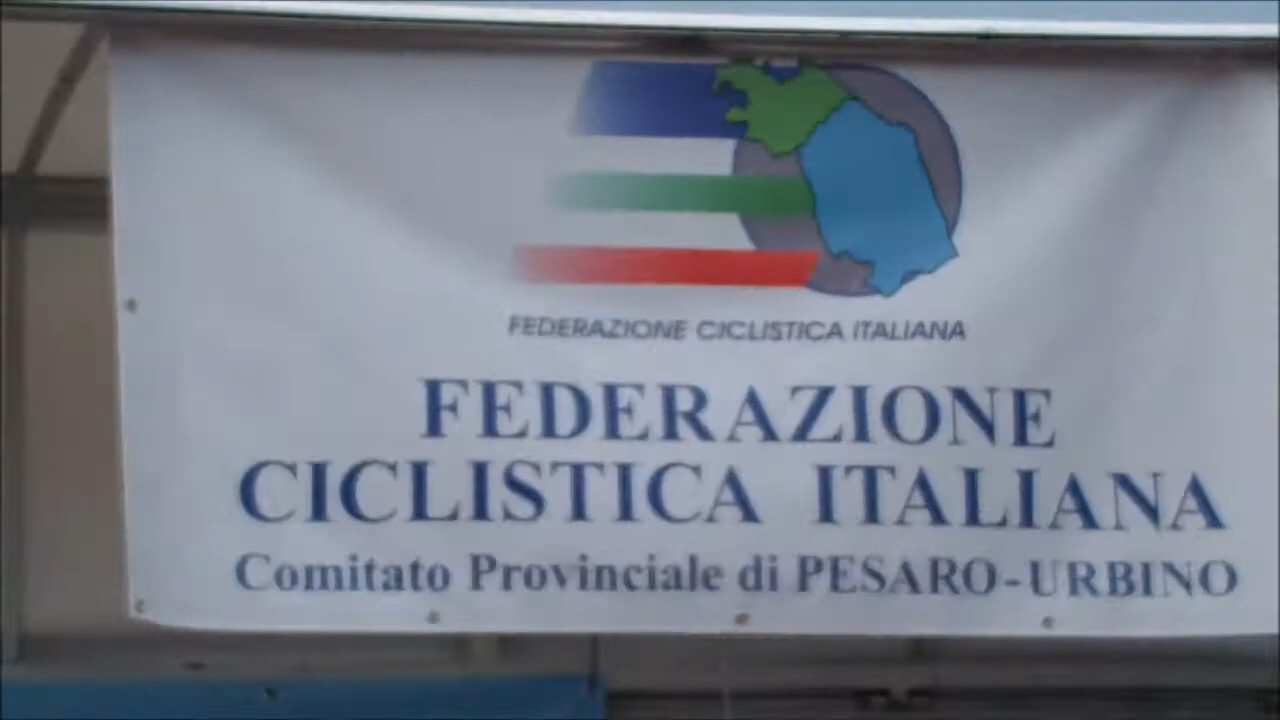 FEDERAZIONE CICLISTICA ITALIANA
FEDERAZIONE
CICLISTICA ITALIANA
Comitato Provinciale di PESARO-URBINO